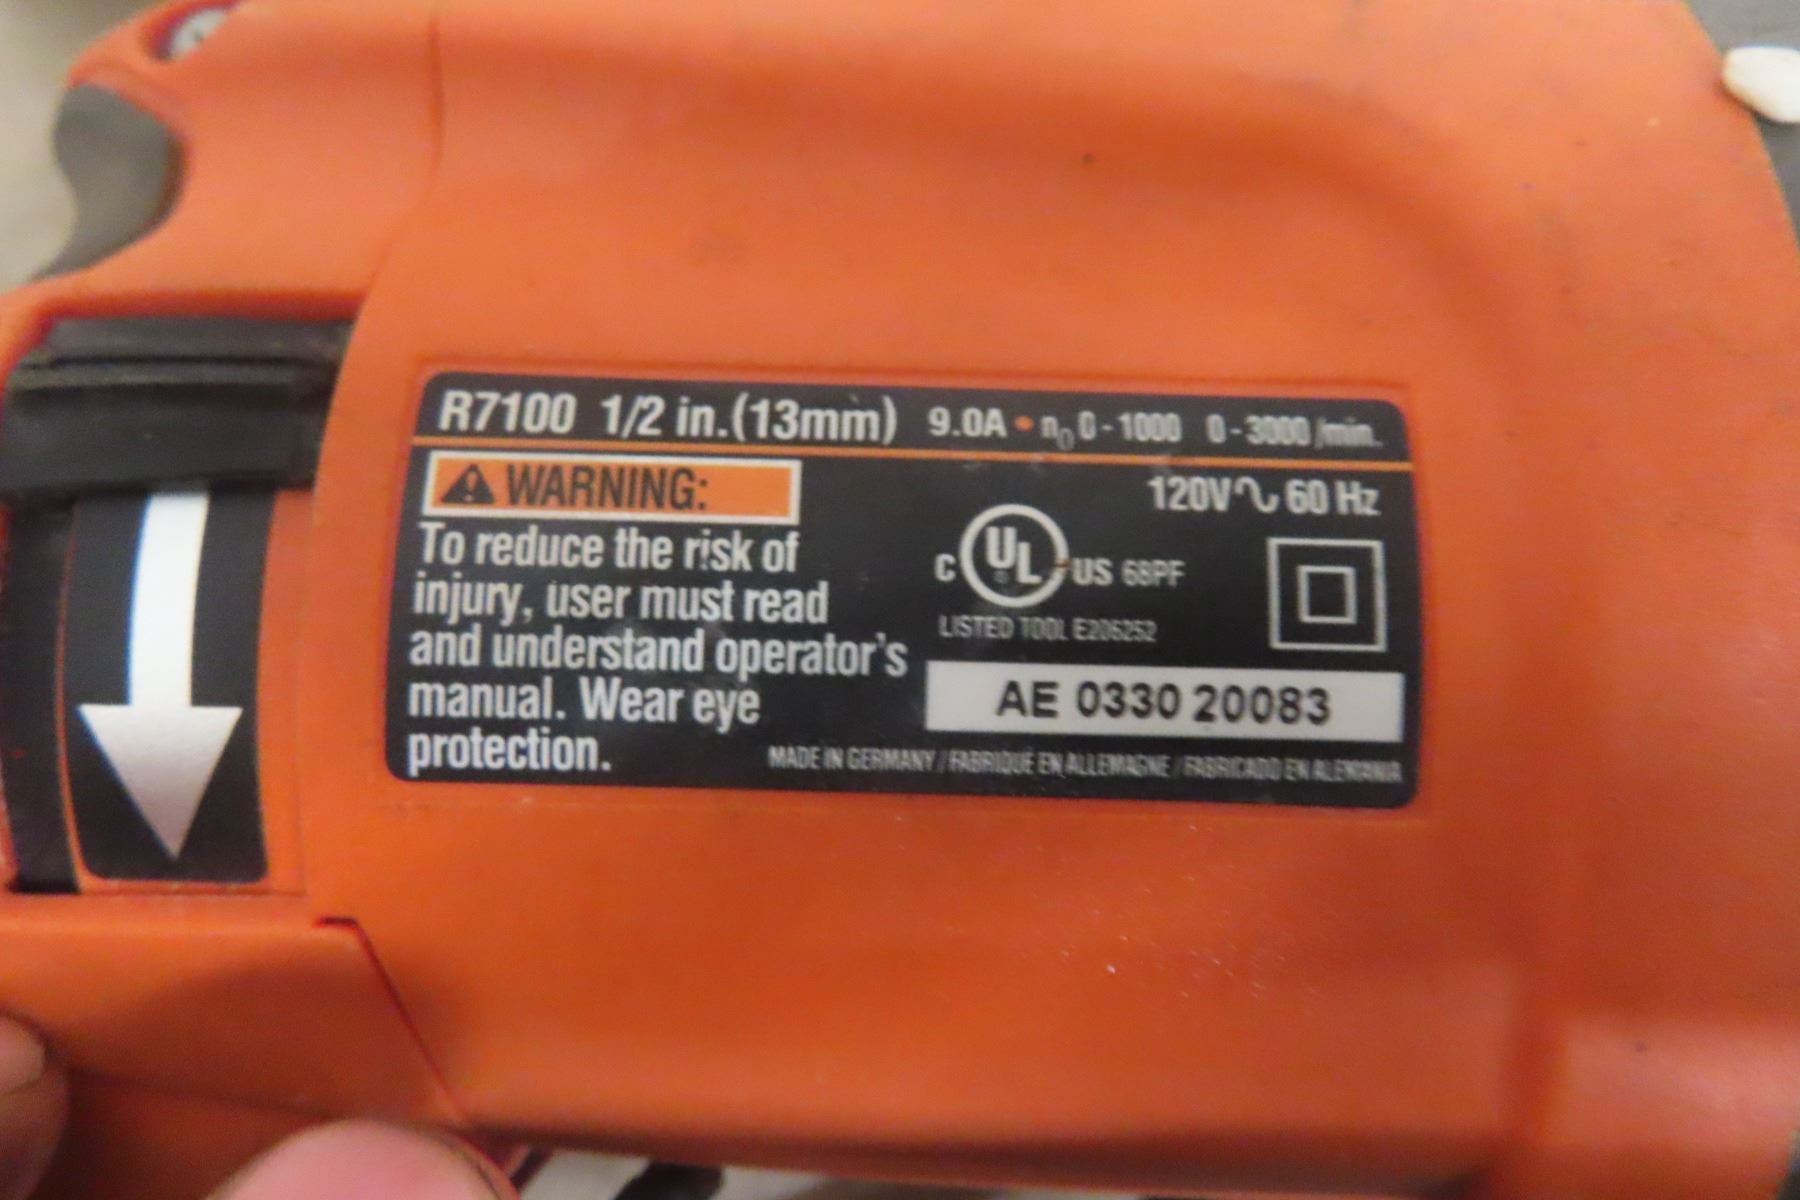 R7100 1/2 in.(13mm) 9.0A • n0 0-1000 0-3000/min.
WARNING:
To reduce the risk of
injury, user must read
and understand operator's
manual. Wear eye
protection.
120V∿60 Hz
C UL US 68PF
LISTED TOOL E206252
AE 0330 20083
MADE IN GERMANY / FABRIQUÉ EN ALLEMAGNE / FABRICADO EN ALEMANIA